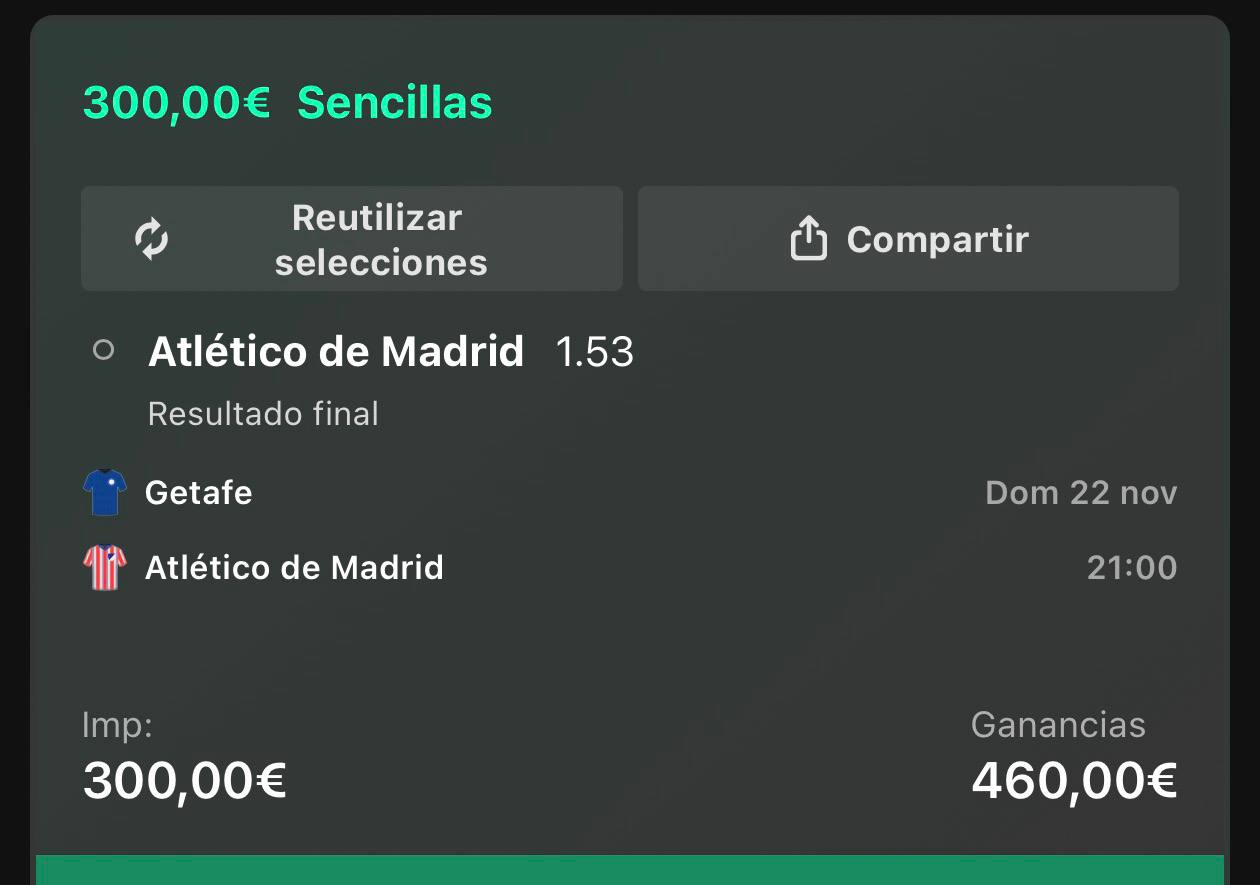 300,00€ Sencillas
Reutilizar
selecciones
Compartir
Atlético de Madrid 1.53
Resultado final
Getafe
Dom 22 nov
Atlético de Madrid
21:00
Imp:
Ganancias
300,00€
460,00€